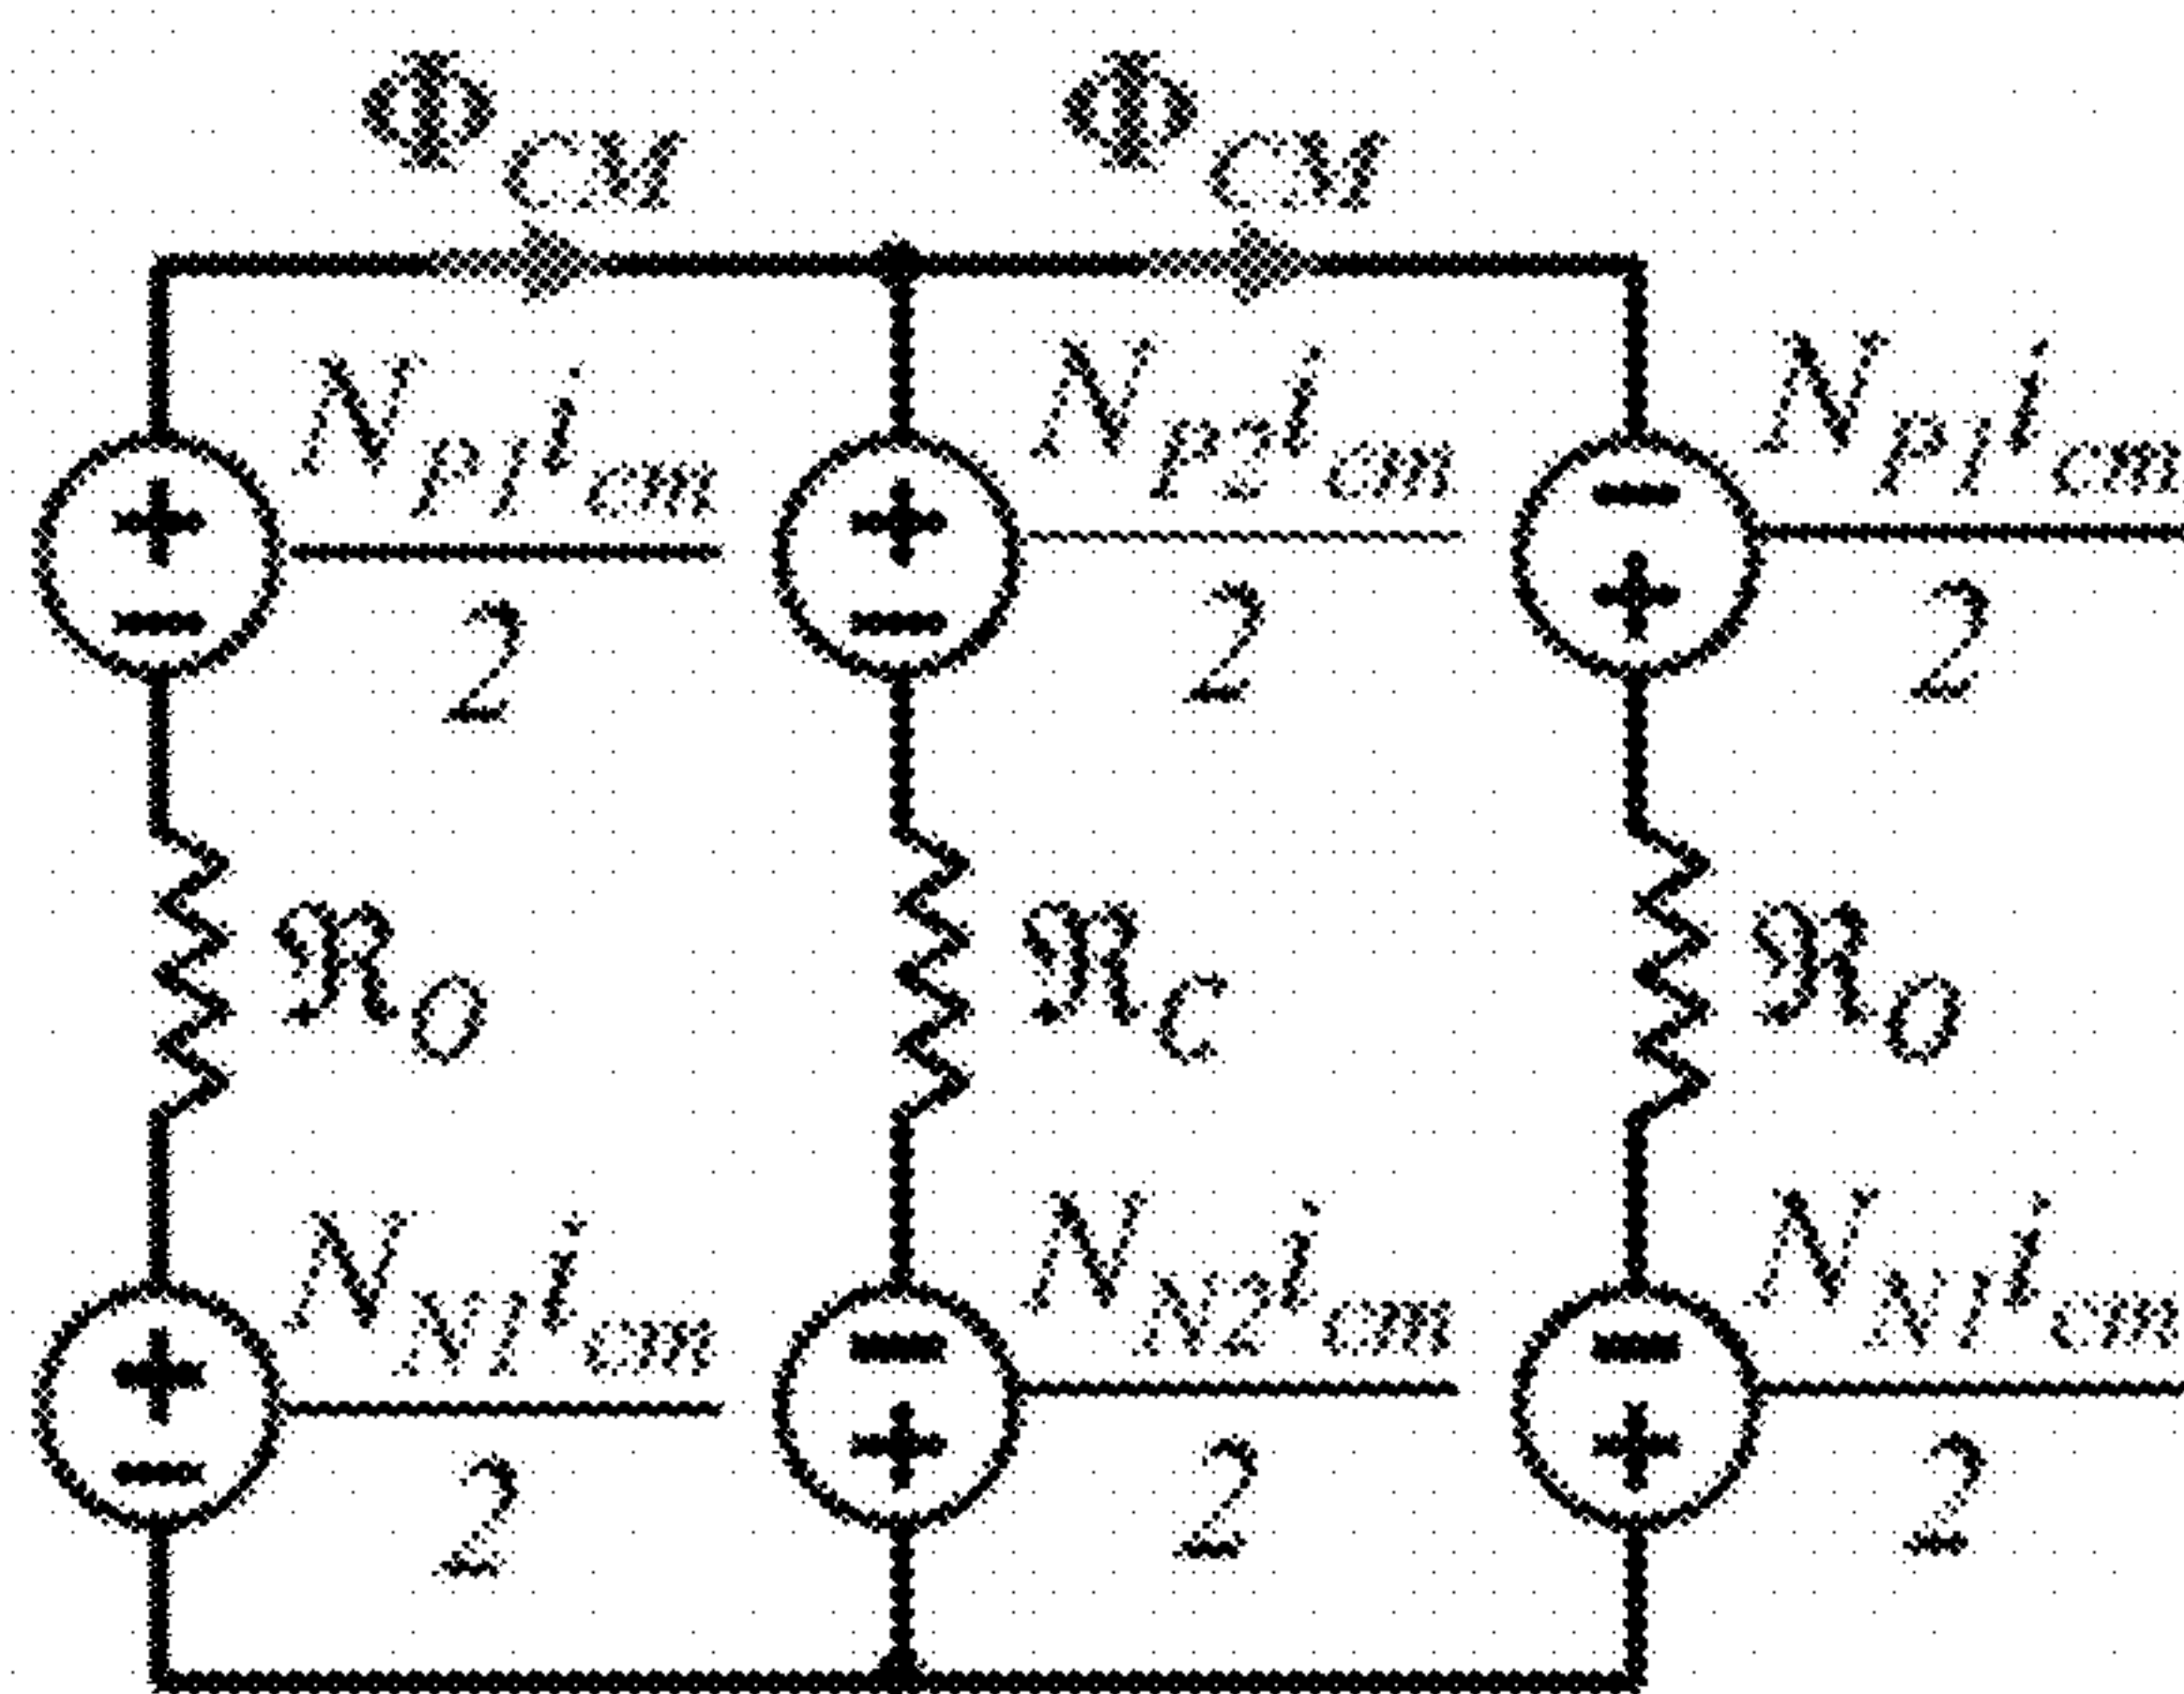 Φ_CM Φ_CM
N_P1 i_cm N_P2 i_cm N_P1 i_cm
+ + −
− − +
2 2 2
ℜ_O ℜ_C ℜ_O
N_N1 i_cm N_N2 i_cm N_N1 i_cm
+ − −
− + +
2 2 2